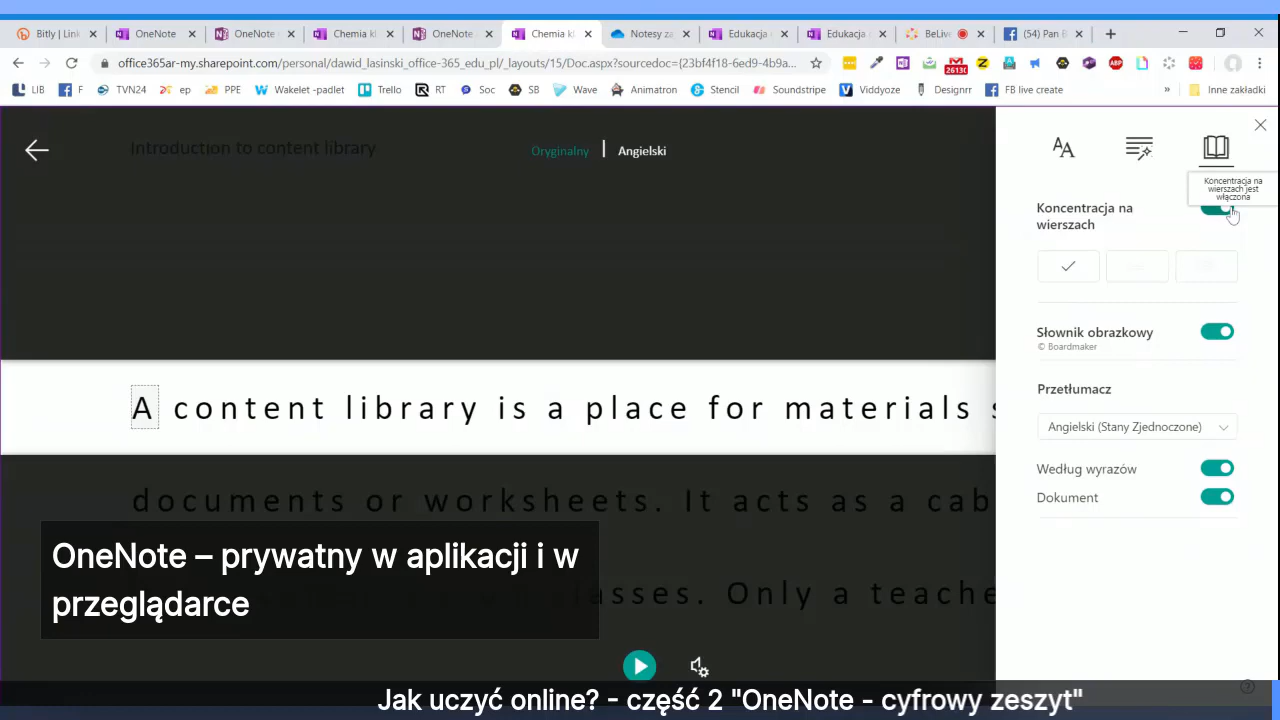 Bitly | Link
OneNote
OneNote
Chemia kl
OneNote
Chemia kl
Notesy za
Edukacja
Edukacja
BeLive
(54) Pan B
office365ar-my.sharepoint.com/personal/dawid_lasinski_office-365_edu_pl/_layouts/15/Doc.aspx?sourcedoc={23bf4f18-6ed9-4b9a...
26130
ABP
LIB
F
TVN24
ep
PPE
Wakelet -padlet
Trello
RT
Soc
SB
Wave
Animatron
Stencil
Soundstripe
Viddyoze
Designrr
FB live create
»
Inne zakładki
Introduction to content library
Oryginalny | Angielski
Koncentracja na
wierszach jest
włączona
Koncentracja na
wierszach
Słownik obrazkowy
© Boardmaker
Przetłumacz
Angielski (Stany Zjednoczone)
Według wyrazów
Dokument
A content library is a place for materials s
documents or worksheets. It acts as a cab
lasses. Only a teache
OneNote – prywatny w aplikacji i w
przeglądarce
Jak uczyć online? - część 2 "OneNote - cyfrowy zeszyt"